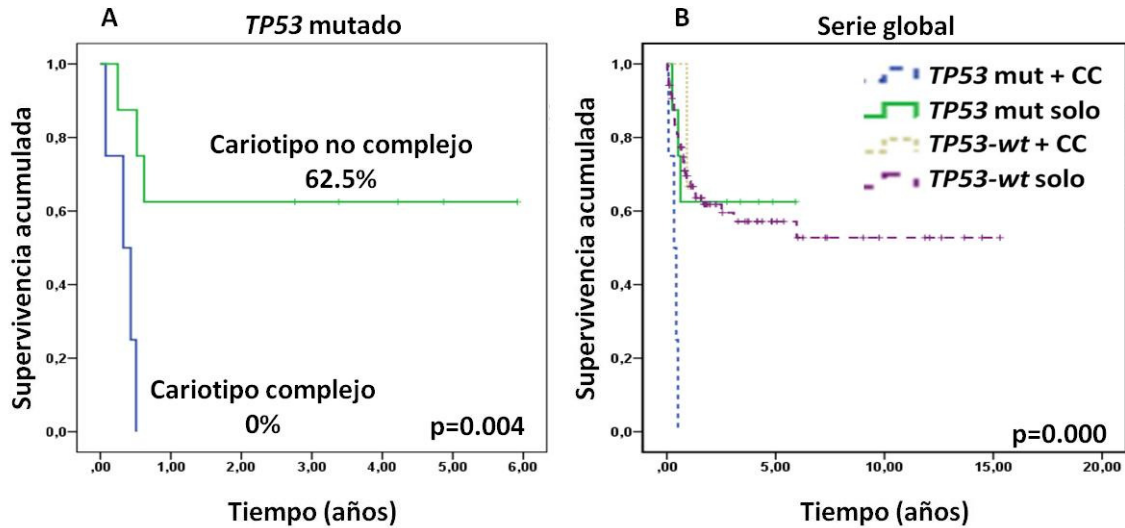 A
TP53 mutado
Supervivencia acumulada
1,0
0,8
0,6
0,4
0,2
0,0
Cariotipo no complejo
62.5%
Cariotipo complejo
0%
p=0.004
,00 1,00 2,00 3,00 4,00 5,00 6,00
Tiempo (años)
B
Serie global
Supervivencia acumulada
1,0
0,8
0,6
0,4
0,2
0,0
TP53 mut + CC
TP53 mut solo
TP53-wt + CC
TP53-wt solo
p=0.000
,00 5,00 10,00 15,00 20,00
Tiempo (años)